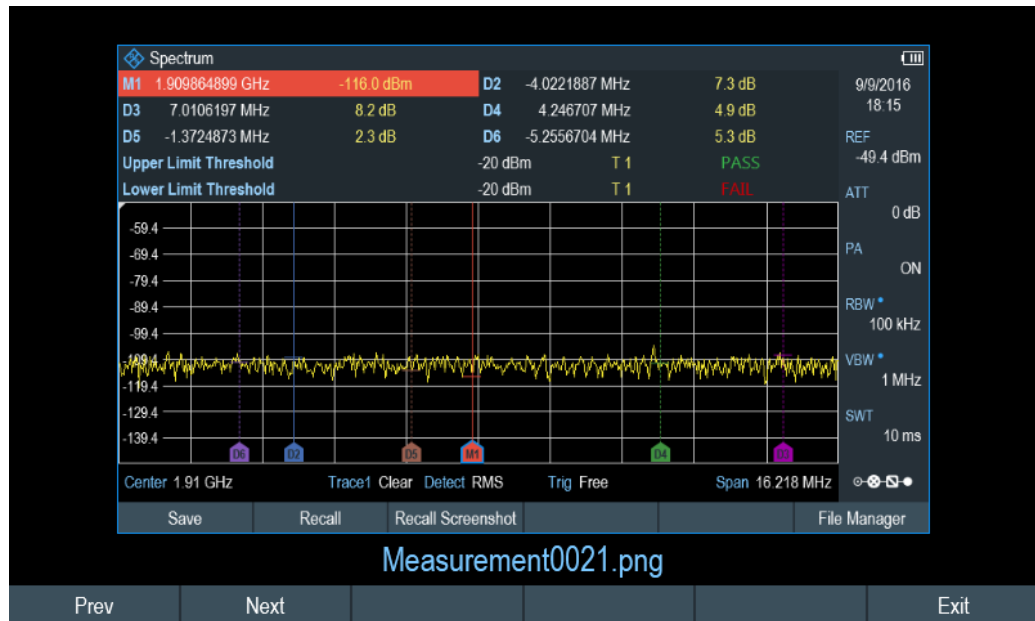 Spectrum
M1 1.909864899 GHz -116.0 dBm D2 -4.0221887 MHz 7.3 dB
D3 7.0106197 MHz 8.2 dB D4 4.246707 MHz 4.9 dB
D5 -1.3724873 MHz 2.3 dB D6 -5.2556704 MHz 5.3 dB
Upper Limit Threshold -20 dBm T 1 PASS
Lower Limit Threshold -20 dBm T 1 FAIL
9/9/2016
18:15
REF
-49.4 dBm
ATT
0 dB
PA
ON
RBW
100 kHz
VBW
1 MHz
SWT
10 ms
-59.4
-69.4
-79.4
-89.4
-99.4
-109.4
-119.4
-129.4
-139.4
D6 D2 D5 M1 D4 D3
Center 1.91 GHz Trace1 Clear Detect RMS Trig Free Span 16.218 MHz
Save Recall Recall Screenshot File Manager
Measurement0021.png
Prev Next Exit